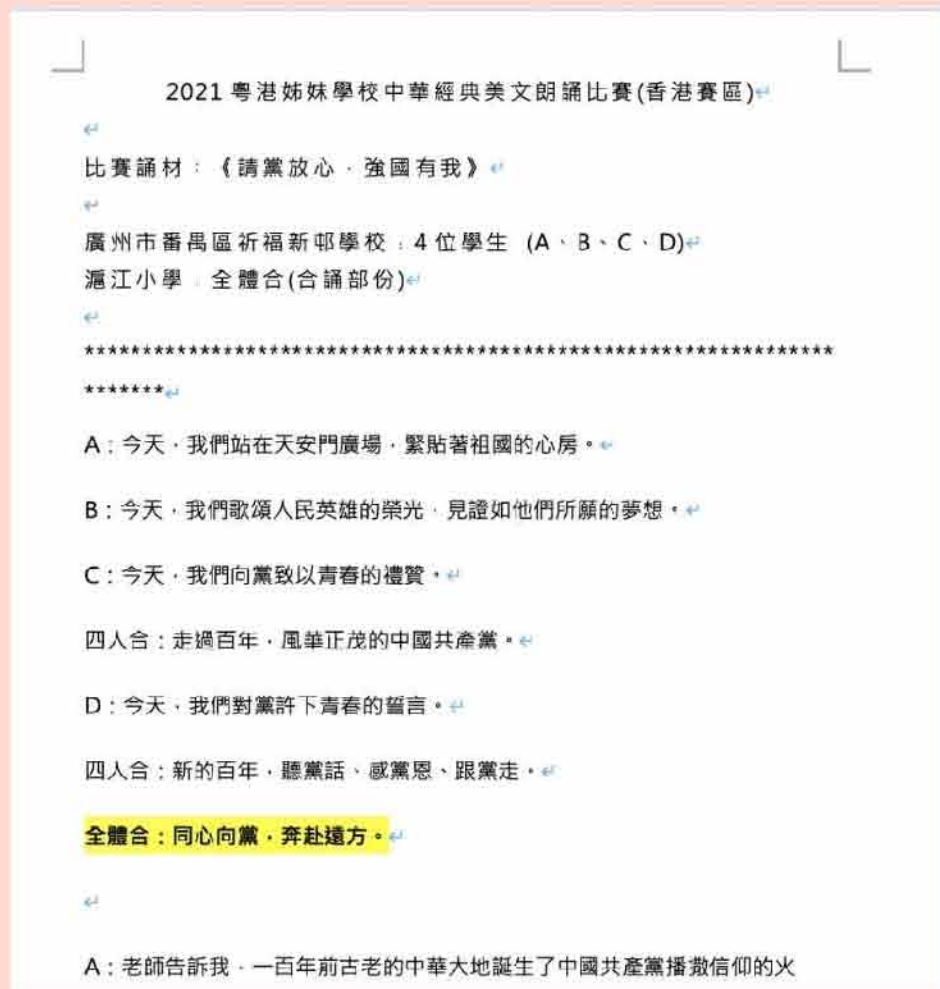 2021 粵港姊妹學校中華經典美文朗誦比賽(香港賽區)
比賽誦材：《請黨放心，強國有我》
廣州市番禺區祈福新邨學校：4 位學生 (A、B、C、D)
滬江小學：全體合(合誦部份)
****************************************************************
*******
A：今天，我們站在天安門廣場，緊貼著祖國的心房。
B：今天，我們歌頌人民英雄的榮光，見證如他們所願的夢想。
C：今天，我們向黨致以青春的禮贊。
四人合：走過百年，風華正茂的中國共產黨。
D：今天，我們對黨許下青春的誓言。
四人合：新的百年，聽黨話、感黨恩、跟黨走。
全體合：同心向黨，奔赴遠方。
A：老師告訴我，一百年前古老的中華大地誕生了中國共產黨播撒信仰的火